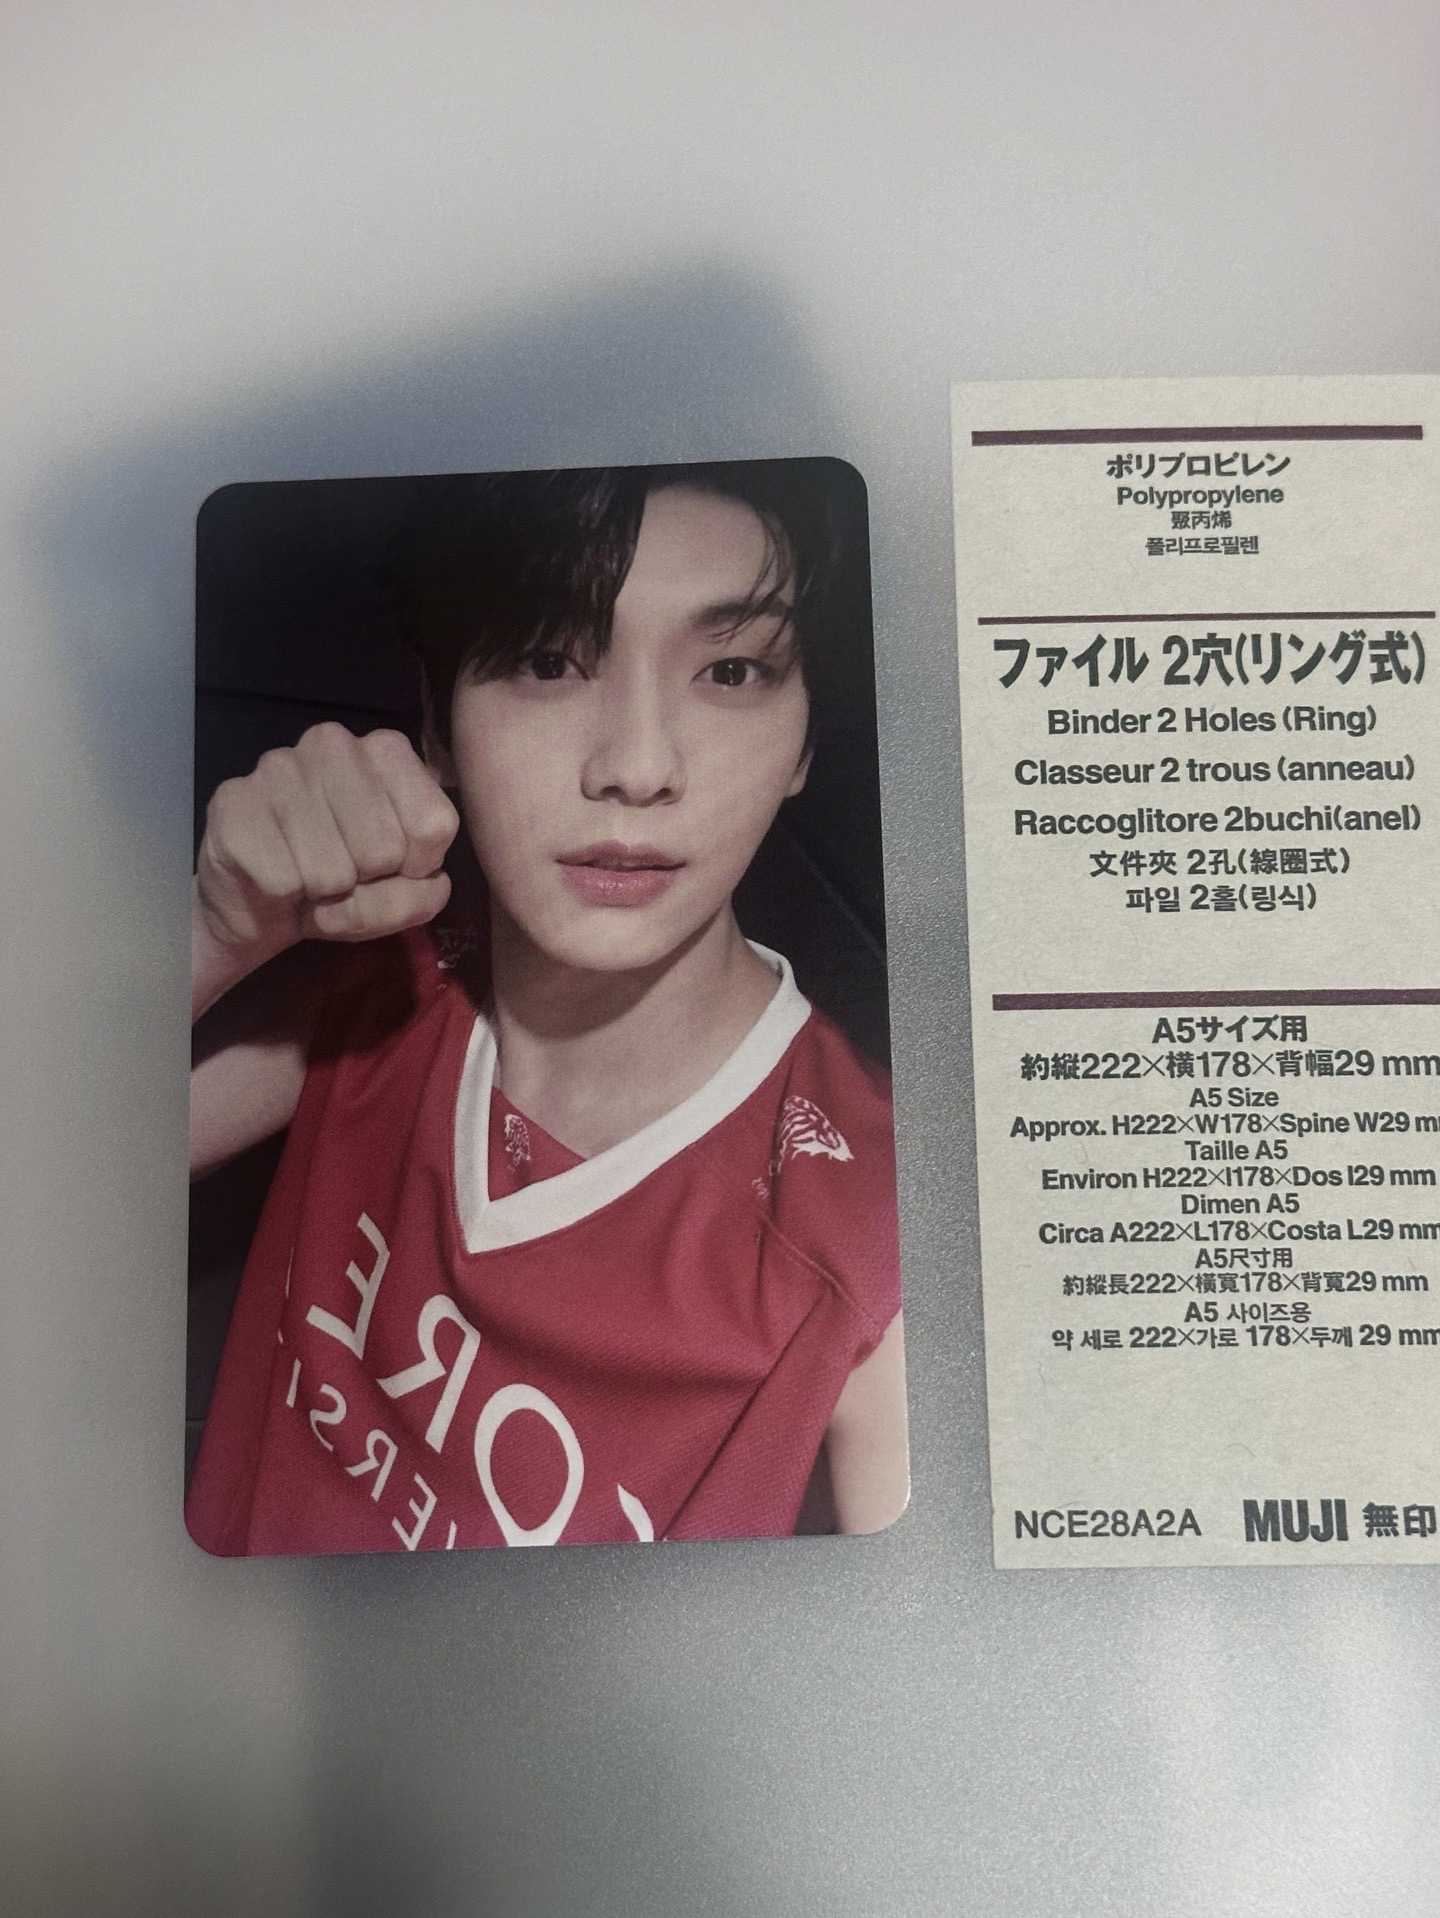 ORE
VERSI
ポリプロピレン
Polypropylene
聚丙烯
폴리프로필렌
ファイル 2穴(リング式)
Binder 2 Holes (Ring)
Classeur 2 trous (anneau)
Raccoglitore 2buchi(anel)
文件夾 2孔(線圈式)
파일 2홀(링식)
A5サイズ用
約縦222×横178×背幅29 mm
A5 Size
Approx. H222×W178×Spine W29 m
Taille A5
Environ H222×l178×Dos l29 mm
Dimen A5
Circa A222×L178×Costa L29 mm
A5尺寸用
約縱長222×橫寬178×背寬29 mm
A5 사이즈용
약 세로 222×가로 178×두께 29 mm
NCE28A2A MUJI 無印